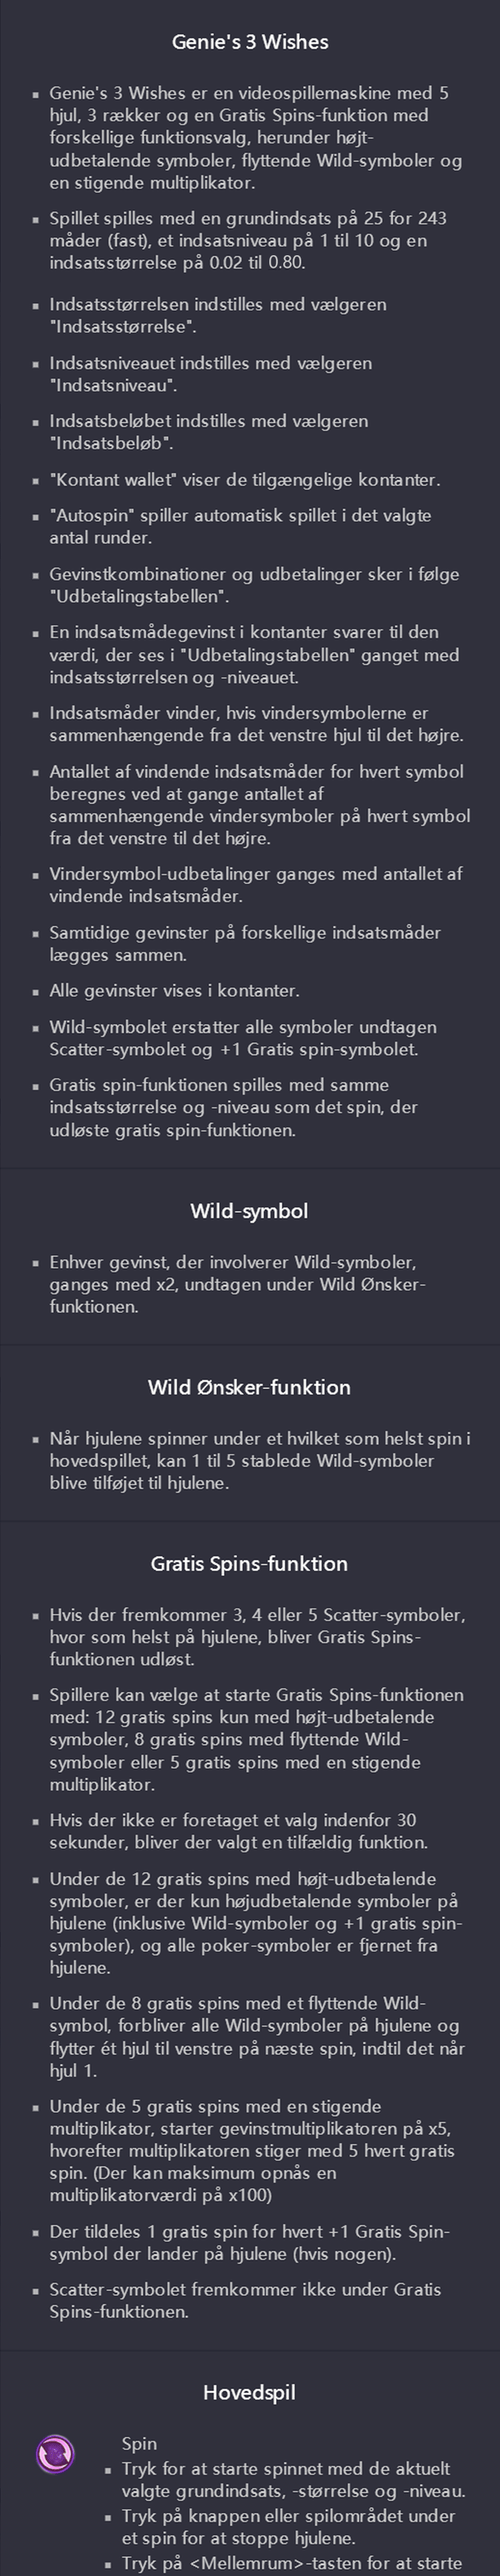 Genie's 3 Wishes
▪ Genie's 3 Wishes er en videospillemaskine med 5
hjul, 3 rækker og en Gratis Spins-funktion med
forskellige funktionsvalg, herunder højt-
udbetalende symboler, flyttende Wild-symboler og
en stigende multiplikator.
▪ Spillet spilles med en grundindsats på 25 for 243
måder (fast), et indsatsniveau på 1 til 10 og en
indsatsstørrelse på 0.02 til 0.80.
▪ Indsatsstørrelsen indstilles med vælgeren
"Indsatsstørrelse".
▪ Indsatsniveauet indstilles med vælgeren
"Indsatsniveau".
▪ Indsatsbeløbet indstilles med vælgeren
"Indsatsbeløb".
▪ "Kontant wallet" viser de tilgængelige kontanter.
▪ "Autospin" spiller automatisk spillet i det valgte
antal runder.
▪ Gevinstkombinationer og udbetalinger sker i følge
"Udbetalingstabellen".
▪ En indsatsmådegevinst i kontanter svarer til den
værdi, der ses i "Udbetalingstabellen" ganget med
indsatsstørrelsen og -niveauet.
▪ Indsatsmåder vinder, hvis vindersymbolerne er
sammenhængende fra det venstre hjul til det højre.
▪ Antallet af vindende indsatsmåder for hvert symbol
beregnes ved at gange antallet af
sammenhængende vindersymboler på hvert symbol
fra det venstre til det højre.
▪ Vindersymbol-udbetalinger ganges med antallet af
vindende indsatsmåder.
▪ Samtidige gevinster på forskellige indsatsmåder
lægges sammen.
▪ Alle gevinster vises i kontanter.
▪ Wild-symbolet erstatter alle symboler undtagen
Scatter-symbolet og +1 Gratis spin-symbolet.
▪ Gratis spin-funktionen spilles med samme
indsatsstørrelse og -niveau som det spin, der
udløste gratis spin-funktionen.
Wild-symbol
▪ Enhver gevinst, der involverer Wild-symboler,
ganges med x2, undtagen under Wild Ønsker-
funktionen.
Wild Ønsker-funktion
▪ Når hjulene spinner under et hvilket som helst spin i
hovedspillet, kan 1 til 5 stablede Wild-symboler
blive tilføjet til hjulene.
Gratis Spins-funktion
▪ Hvis der fremkommer 3, 4 eller 5 Scatter-symboler,
hvor som helst på hjulene, bliver Gratis Spins-
funktionen udløst.
▪ Spillere kan vælge at starte Gratis Spins-funktionen
med: 12 gratis spins kun med højt-udbetalende
symboler, 8 gratis spins med flyttende Wild-
symboler eller 5 gratis spins med en stigende
multiplikator.
▪ Hvis der ikke er foretaget et valg indenfor 30
sekunder, bliver der valgt en tilfældig funktion.
▪ Under de 12 gratis spins med højt-udbetalende
symboler, er der kun højudbetalende symboler på
hjulene (inklusive Wild-symboler og +1 gratis spin-
symboler), og alle poker-symboler er fjernet fra
hjulene.
▪ Under de 8 gratis spins med et flyttende Wild-
symbol, forbliver alle Wild-symboler på hjulene og
flytter ét hjul til venstre på næste spin, indtil det når
hjul 1.
▪ Under de 5 gratis spins med en stigende
multiplikator, starter gevinstmultiplikatoren på x5,
hvorefter multiplikatoren stiger med 5 hvert gratis
spin. (Der kan maksimum opnås en
multiplikatorværdi på x100)
▪ Der tildeles 1 gratis spin for hvert +1 Gratis Spin-
symbol der lander på hjulene (hvis nogen).
▪ Scatter-symbolet fremkommer ikke under Gratis
Spins-funktionen.
Hovedspil
Spin
▪ Tryk for at starte spinnet med de aktuelt
valgte grundindsats, -størrelse og -niveau.
▪ Tryk på knappen eller spilområdet under
et spin for at stoppe hjulene.
▪ Tryk på <Mellemrum>-tasten for at starte